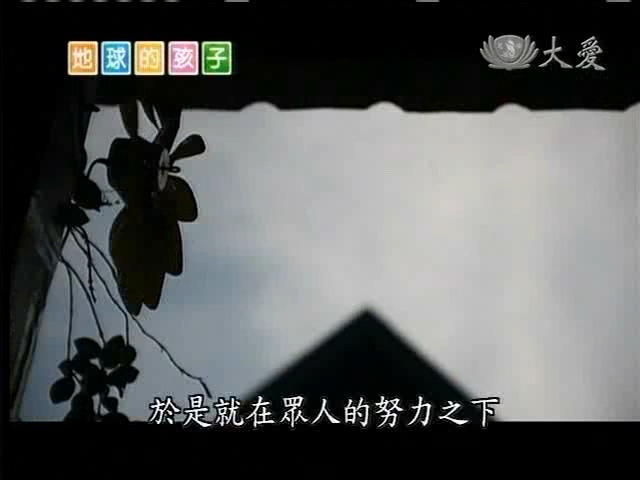 地球的孩子
大愛
於是就在眾人的努力之下